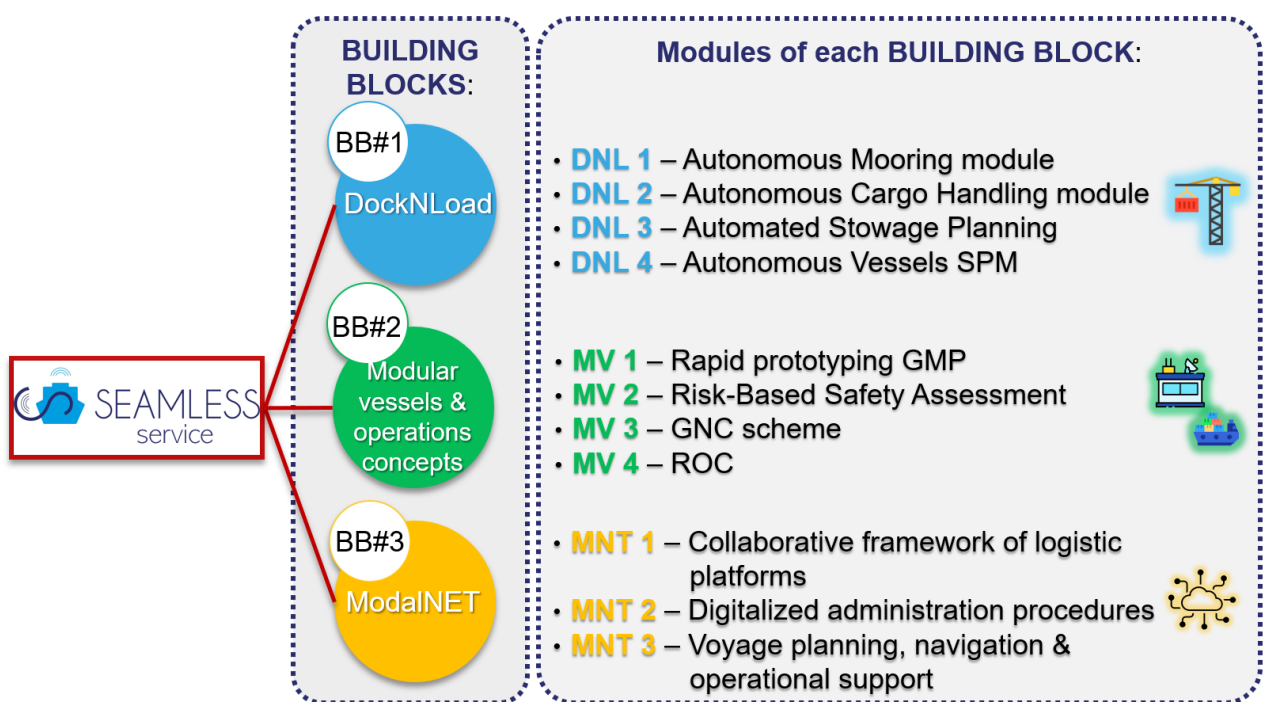 BUILDING
BLOCKS:
Modules of each BUILDING BLOCK:
BB#1
DockNLoad
• DNL 1 – Autonomous Mooring module
• DNL 2 – Autonomous Cargo Handling module
• DNL 3 – Automated Stowage Planning
• DNL 4 – Autonomous Vessels SPM
SEAMLESS
service
BB#2
Modular
vessels &
operations
concepts
• MV 1 – Rapid prototyping GMP
• MV 2 – Risk-Based Safety Assessment
• MV 3 – GNC scheme
• MV 4 – ROC
BB#3
ModalNET
• MNT 1 – Collaborative framework of logistic
platforms
• MNT 2 – Digitalized administration procedures
• MNT 3 – Voyage planning, navigation &
operational support